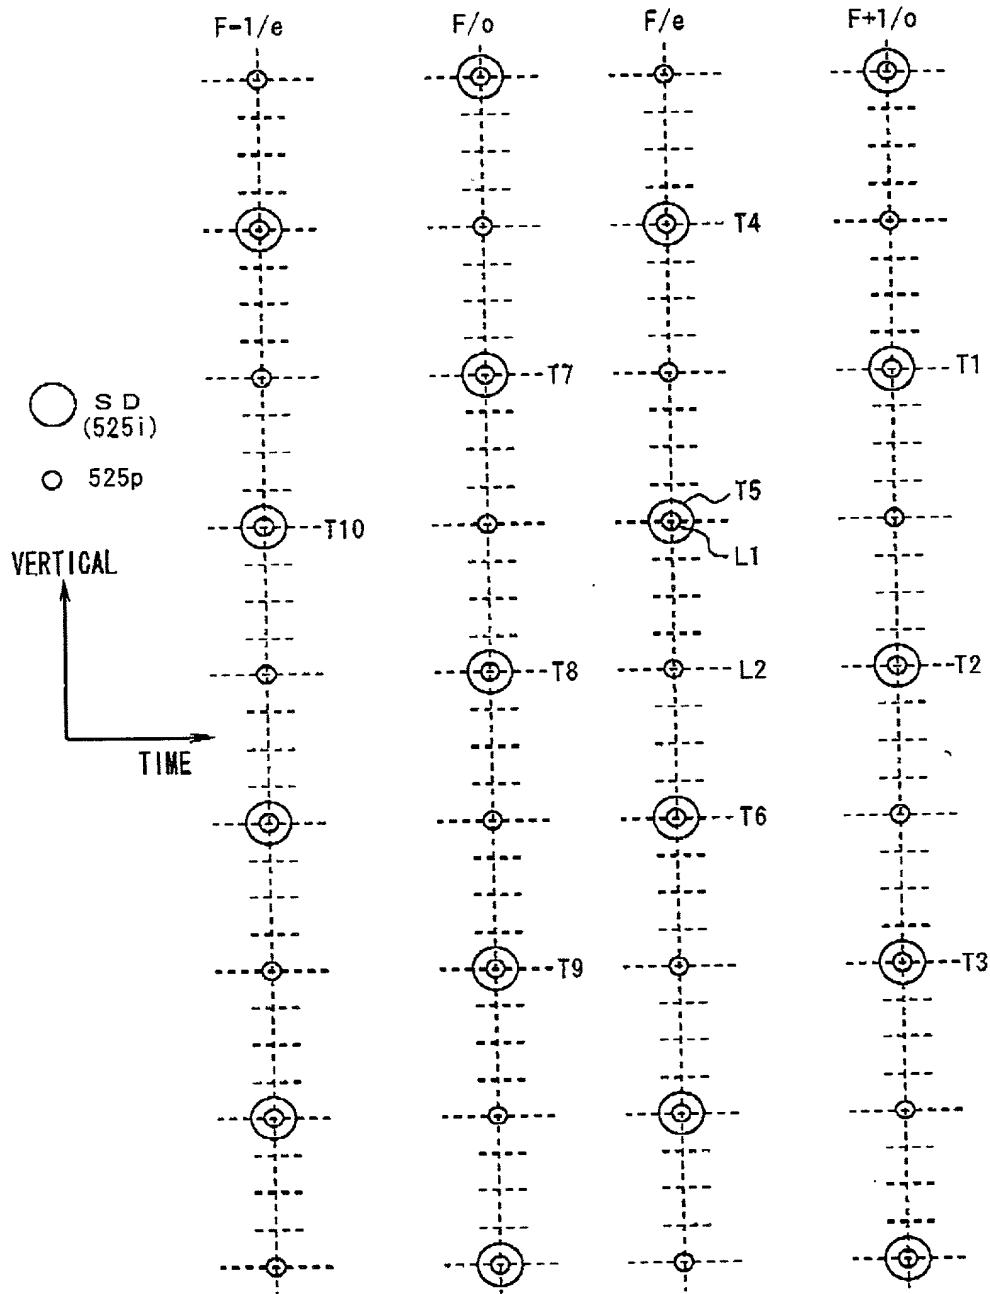 F-1/e F/o F/e F+1/o
T4
T7 T1
SD
(525i)
525p
T5
T10
L1
VERTICAL
T8 L2 T2
TIME
T6
T9 T3